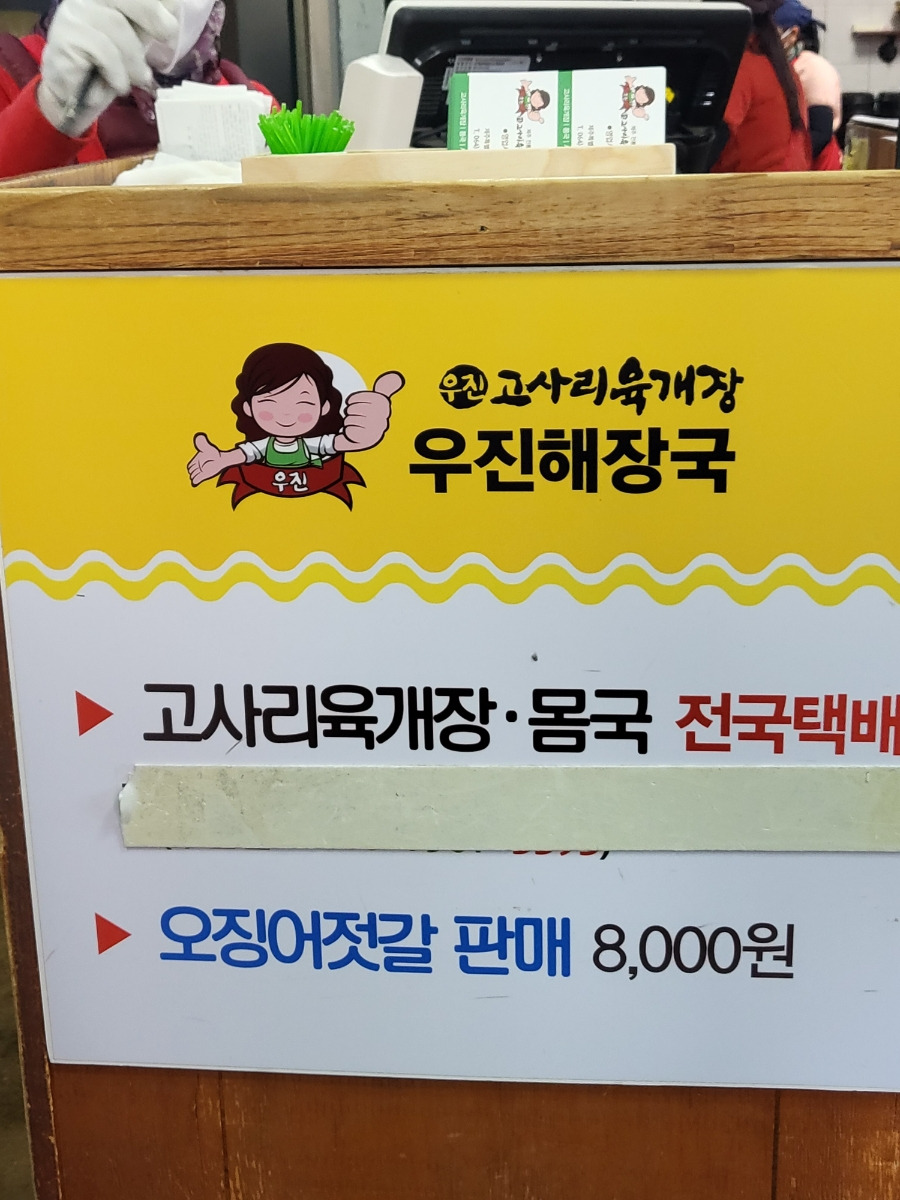 우진 고사리육개장
우진해장국
우진
고사리육개장·몸국 전국택배
오징어젓갈 판매 8,000원